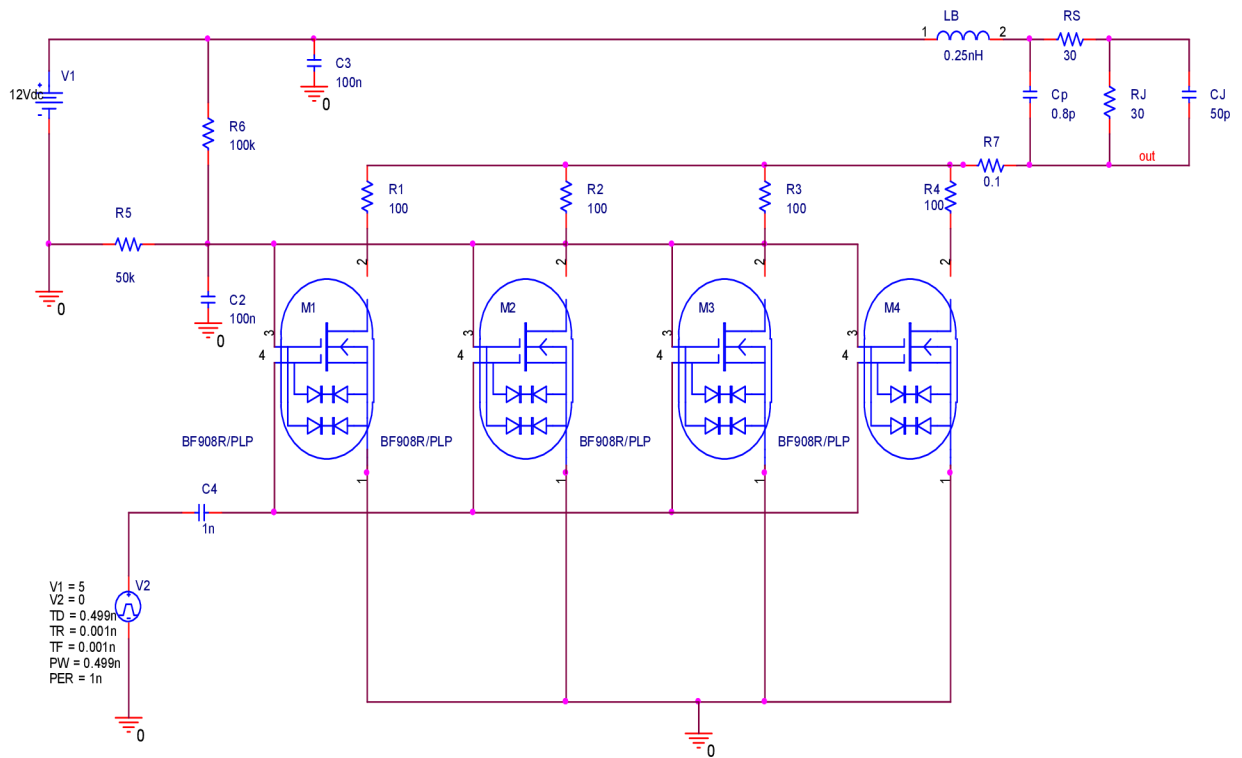 LB
1
2
0.25nH
RS
30
V1
12Vdc
C3
100n
0
Cp
0.8p
RJ
30
CJ
50p
R6
100k
R7
0.1
out
R1
100
R2
100
R3
100
R4
100
R5
50k
C2
100n
0
0
2
2
2
2
M1
M2
M3
M4
3
3
3
3
4
4
4
4
BF908R/PLP
BF908R/PLP
BF908R/PLP
BF908R/PLP
1
1
1
1
C4
1n
V1 = 5
V2 = 0
TD = 0.499n
TR = 0.001n
TF = 0.001n
PW = 0.499n
PER = 1n
V2
0
0